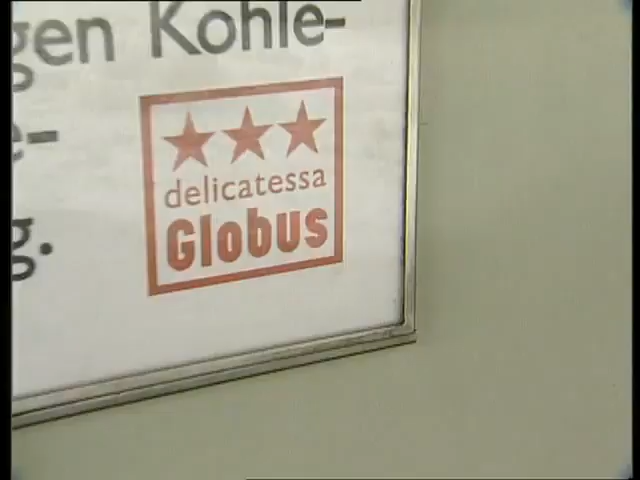 gen Kohle-
e-
g.
delicatessa
Globus